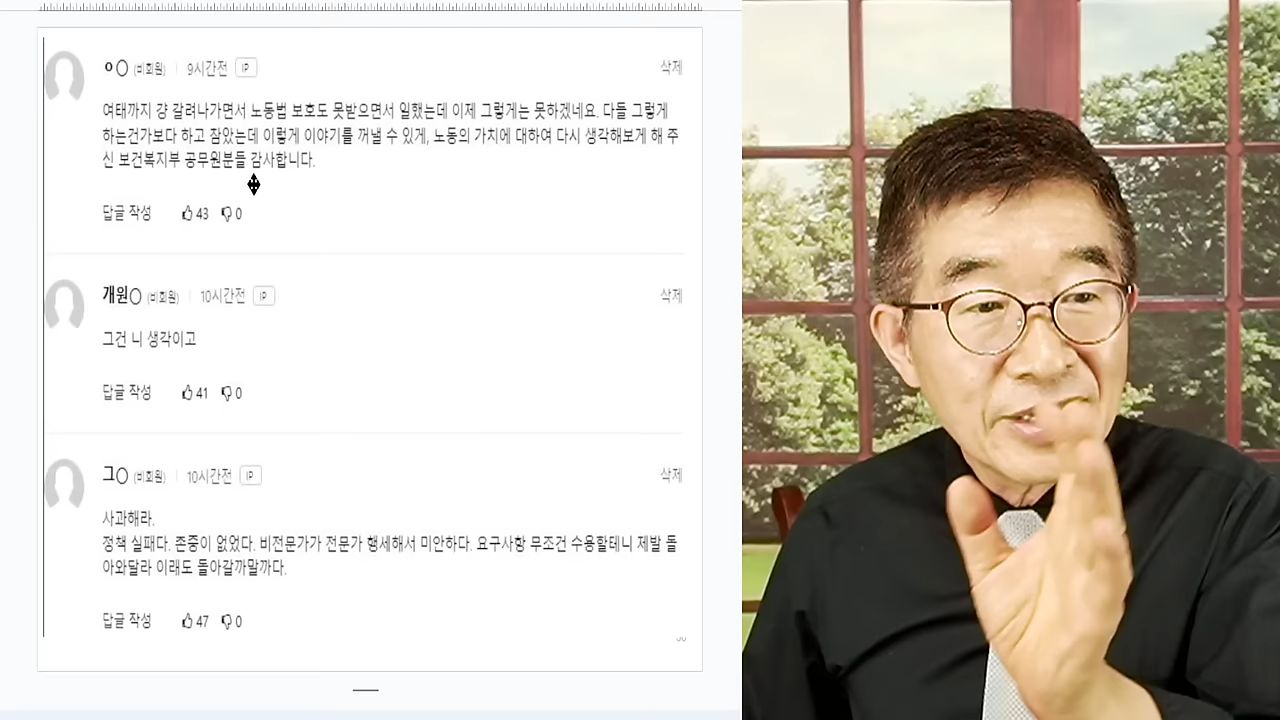 ㅇ○ (비회원) 9시간전 IP 삭제
여태까지 걍 갈려나가면서 노동법 보호도 못받으면서 일했는데 이제 그렇게는 못하겠네요. 다들 그렇게
하는건가보다 하고 참았는데 이렇게 이야기를 꺼낼 수 있게, 노동의 가치에 대하여 다시 생각해보게 해 주
신 보건복지부 공무원분들 감사합니다.
답글 작성 43 0
개원○ (비회원) 10시간전 IP 삭제
그건 니 생각이고
답글 작성 41 0
그○ (비회원) 10시간전 IP 삭제
사과해라.
정책 실패다. 존중이 없었다. 비전문가가 전문가 행세해서 미안하다. 요구사항 무조건 수용할테니 제발 돌
아와달라 이래도 돌아갈까말까다.
답글 작성 47 0